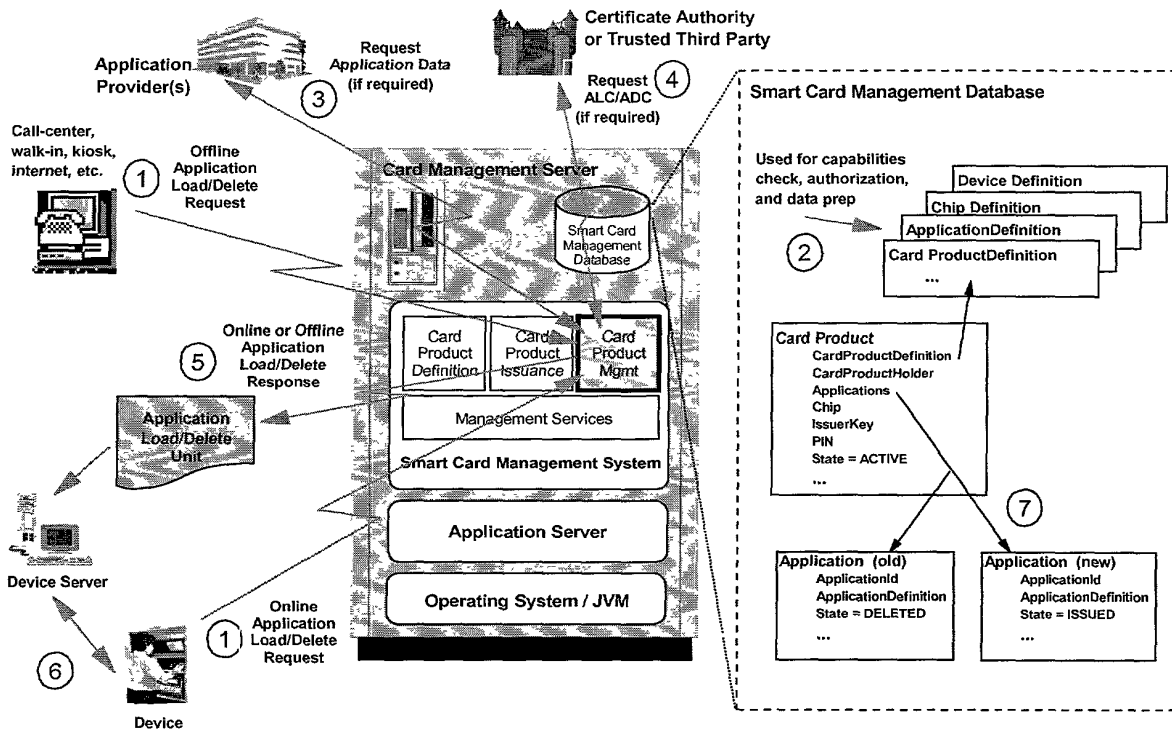 Certificate Authority
or Trusted Third Party
Application
Provider(s)
3
Request
Application Data
(if required)
4
Request
ALC/ADC
(if required)
Call-center,
walk-in, kiosk,
internet, etc.
1
Offline
Application
Load/Delete
Request
Card Management Server
Smart Card
Management
Database
Card
Product
Definition
Card
Product
Issuance
Card
Product
Mgmt
Management Services
Smart Card Management System
Application Server
Operating System / JVM
5
Online or Offline
Application
Load/Delete
Response
Application
Load/Delete
Unit
Device Server
6
Device
1
Online
Application
Load/Delete
Request
Smart Card Management Database
Used for capabilities
check, authorization,
and data prep
2
Device Definition
Chip Definition
ApplicationDefinition
Card ProductDefinition
...
Card Product
CardProductDefinition
CardProductHolder
Applications
Chip
IssuerKey
PIN
State = ACTIVE
...
7
Application (old)
ApplicationId
ApplicationDefinition
State = DELETED
...
Application (new)
ApplicationId
ApplicationDefinition
State = ISSUED
...